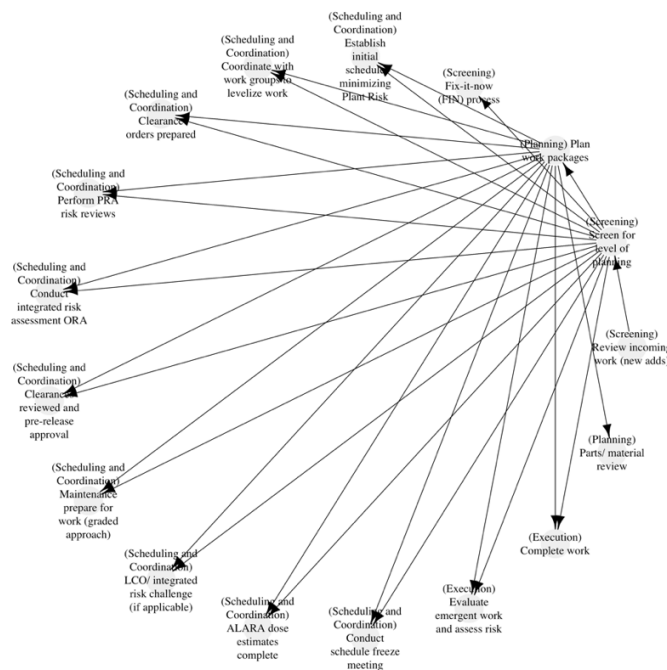 (Scheduling and
Coordination)
Establish
initial
schedule
minimizing
Plant Risk
(Scheduling and
Coordination)
Coordinate with
work groups to
levelize work
(Screening)
Fix-it-now
(FIN) process
(Scheduling and
Coordination)
Clearance
orders prepared
(Planning) Plan
work packages
(Scheduling and
Coordination)
Perform PRA
risk reviews
(Screening)
Screen for
level of
planning
(Scheduling and
Coordination)
Conduct
integrated risk
assessment ORA
(Screening)
Review incoming
work (new adds)
(Scheduling and
Coordination)
Clearance
reviewed and
pre-release
approval
(Planning)
Parts/ material
review
(Scheduling and
Coordination)
Maintenance
prepare for
work (graded
approach)
(Execution)
Complete work
(Scheduling and
Coordination)
LCO/ integrated
risk challenge
(if applicable)
(Execution)
Evaluate
emergent work
and assess risk
(Scheduling and
Coordination)
ALARA dose
estimates
complete
(Scheduling and
Coordination)
Conduct
schedule freeze
meeting